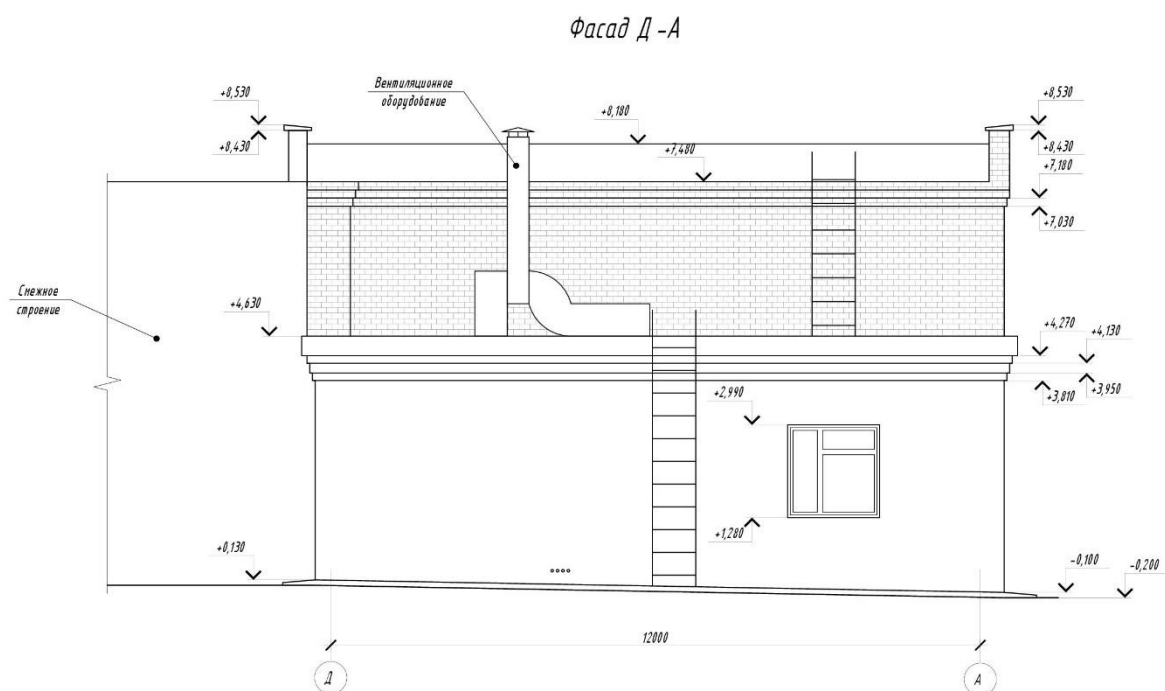 Фасад Д -А
Вентиляционное
оборудование
+8,530
+8,430
+8,180
+7,480
+8,530
+8,430
+7,180
+7,030
Смежное
строение
+4,630
+4,270
+4,130
+3,950
+3,810
+2,990
+1,280
+0,130
-0,100
-0,200
12000
Д
А